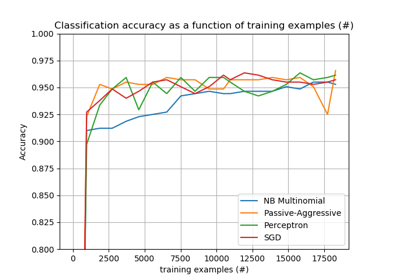 Classification accuracy as a function of training examples (#)
1.000
0.975
0.950
0.925
0.900
0.875
0.850
0.825
0.800
Accuracy
NB Multinomial
Passive-Aggressive
Perceptron
SGD
0 2500 5000 7500 10000 12500 15000 17500
training examples (#)